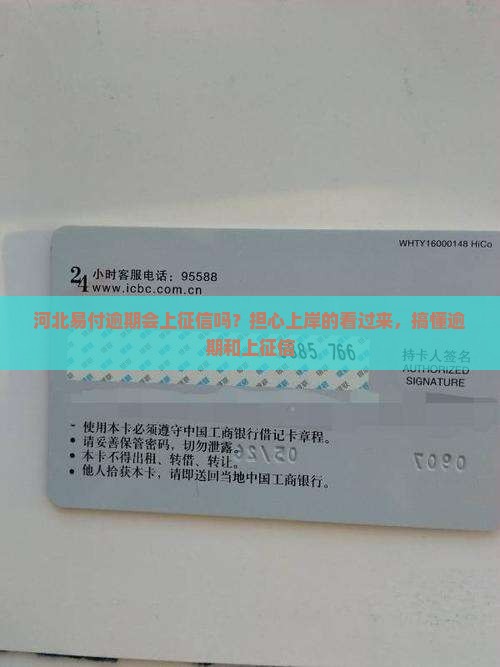 WHTY16000148 HiCo
24 小时客服电话：95588
www.icbc.com.cn
河北易付逾期会上征信吗？担心上岸的看过来，搞懂逾
期和上征信
385 766
持卡人签名
AUTHORIZED
SIGNATURE
- 使用本卡必须遵守中国工商银行借记卡章程。
• 请妥善保管密码，切勿泄露。
• 本卡不得出租、转借、转让。
• 他人拾获本卡，请即送回当地中国工商银行。
05/26
0907